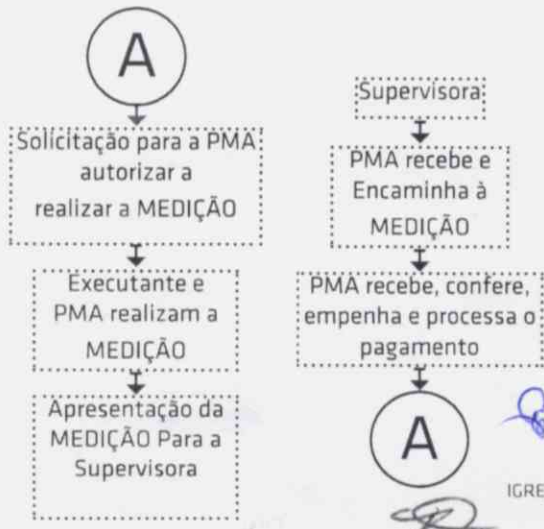 A
Solicitação para a PMA
autorizar a
realizar a MEDIÇÃO
Executante e
PMA realizam a
MEDIÇÃO
Apresentação da
MEDIÇÃO Para a
Supervisora
Supervisora
PMA recebe e
Encaminha à
MEDIÇÃO
PMA recebe, confere,
empenha e processa o
pagamento
A
IGRE